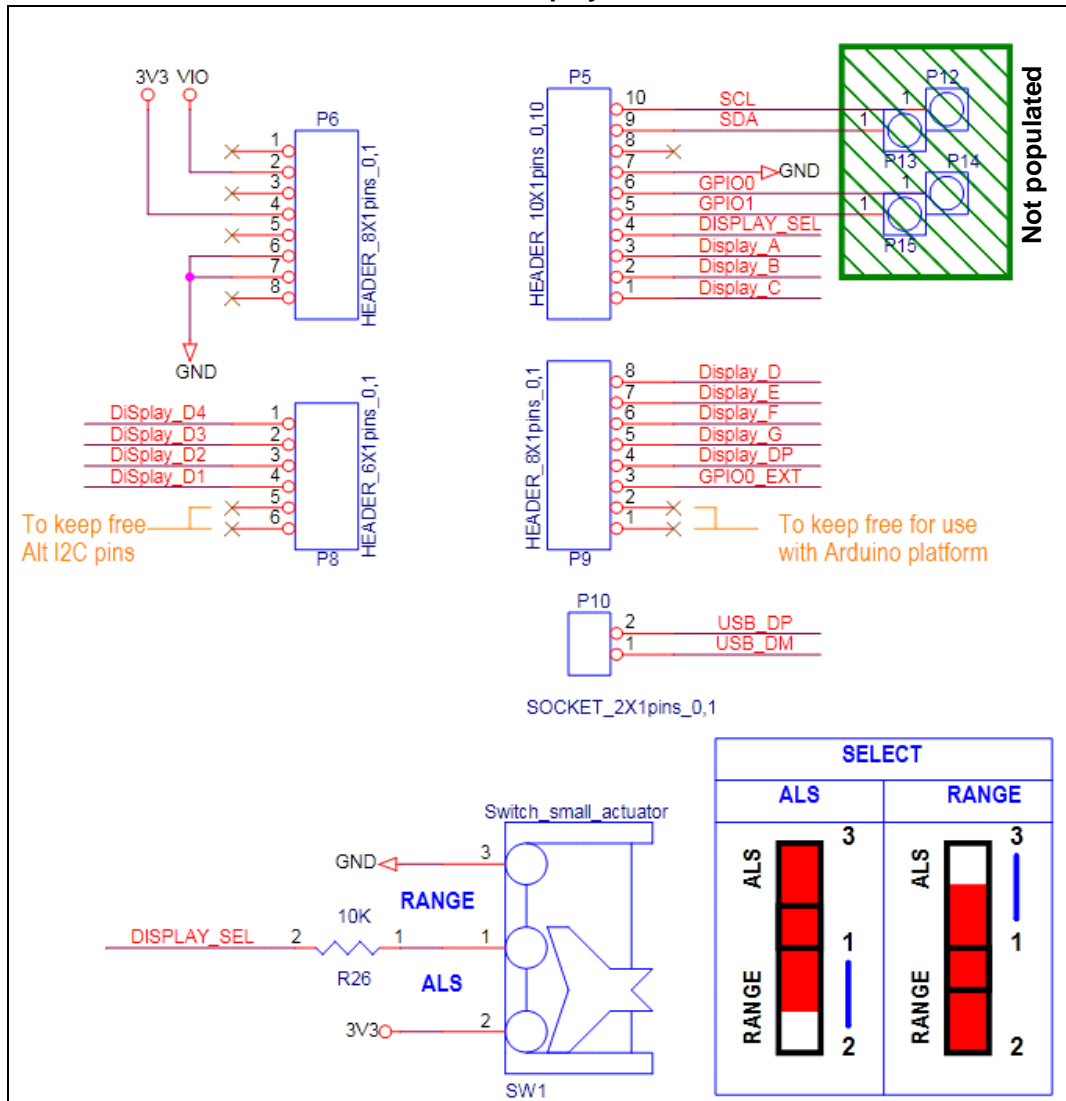 3V3 VIO
P6
1
2
3
4
5
6
7
8
HEADER_8X1pins_0,1
GND
P5
10 SCL
9 SDA
8
7 GND
6 GPIO0
5 GPIO1
4 DISPLAY_SEL
3 Display_A
2 Display_B
1 Display_C
HEADER_10X1pins_0,10
P12
1
1
P13
P14
1
1
P15
Not populated
DiSplay_D4 1
DiSplay_D3 2
DiSplay_D2 3
DiSplay_D1 4
5
6
HEADER_6X1pins_0,1
P8
To keep free
Alt I2C pins
8 Display_D
7 Display_E
6 Display_F
5 Display_G
4 Display_DP
3 GPIO0_EXT
2
1
HEADER_8X1pins_0,1
P9
To keep free for use
with Arduino platform
P10
2 USB_DP
1 USB_DM
SOCKET_2X1pins_0,1
Switch_small_actuator
GND 3
RANGE
10K
DISPLAY_SEL 2 1 1
R26
ALS
3V3 2
SW1
SELECT
ALS RANGE
ALS 3
1
RANGE 2
ALS 3
1
RANGE 2